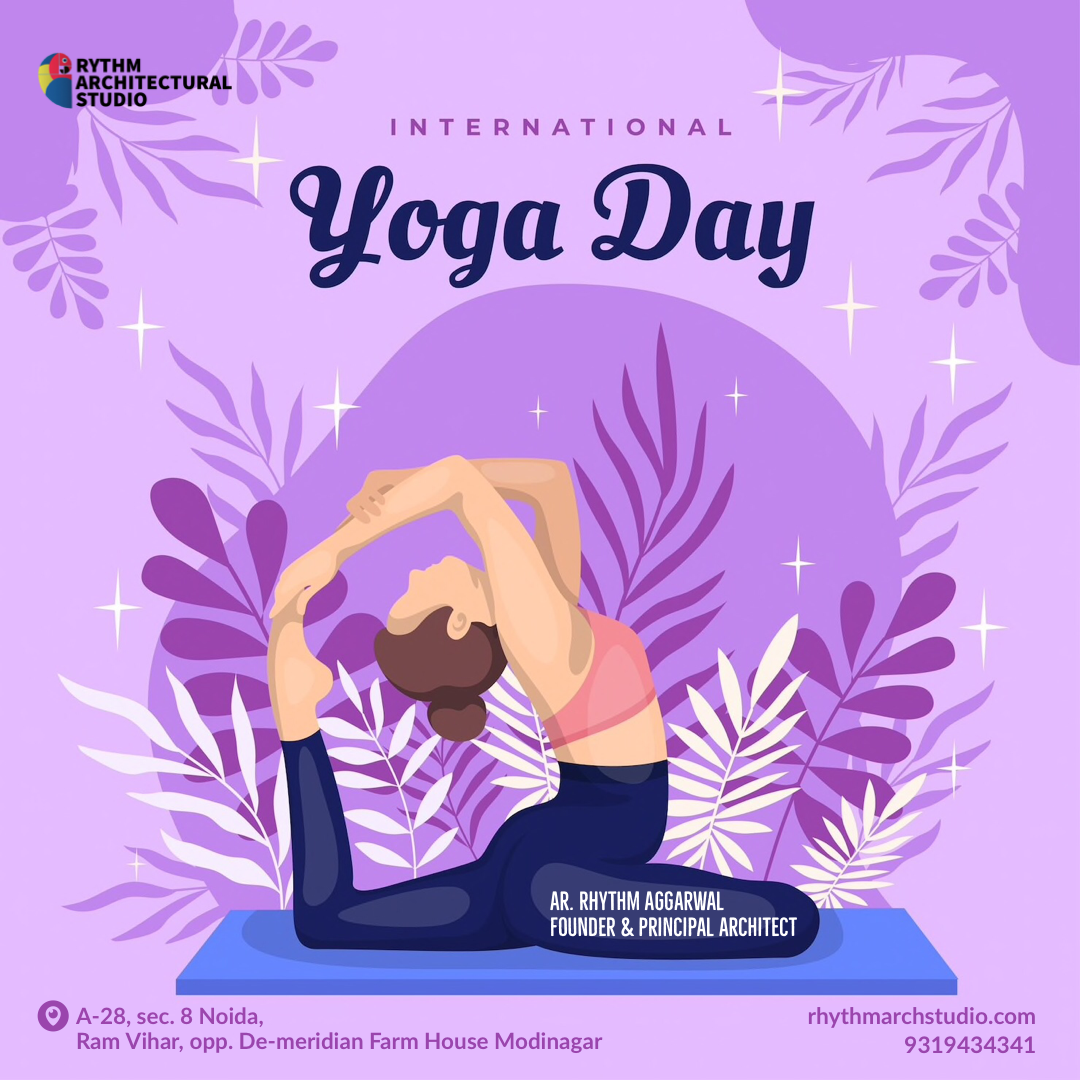 RYTHM
ARCHITECTURAL
STUDIO
INTERNATIONAL
Yoga Day
AR. RHYTHM AGGARWAL
FOUNDER & PRINCIPAL ARCHITECT
A-28, sec. 8 Noida,
Ram Vihar, opp. De-meridian Farm House Modinagar
rhythmarchstudio.com
9319434341